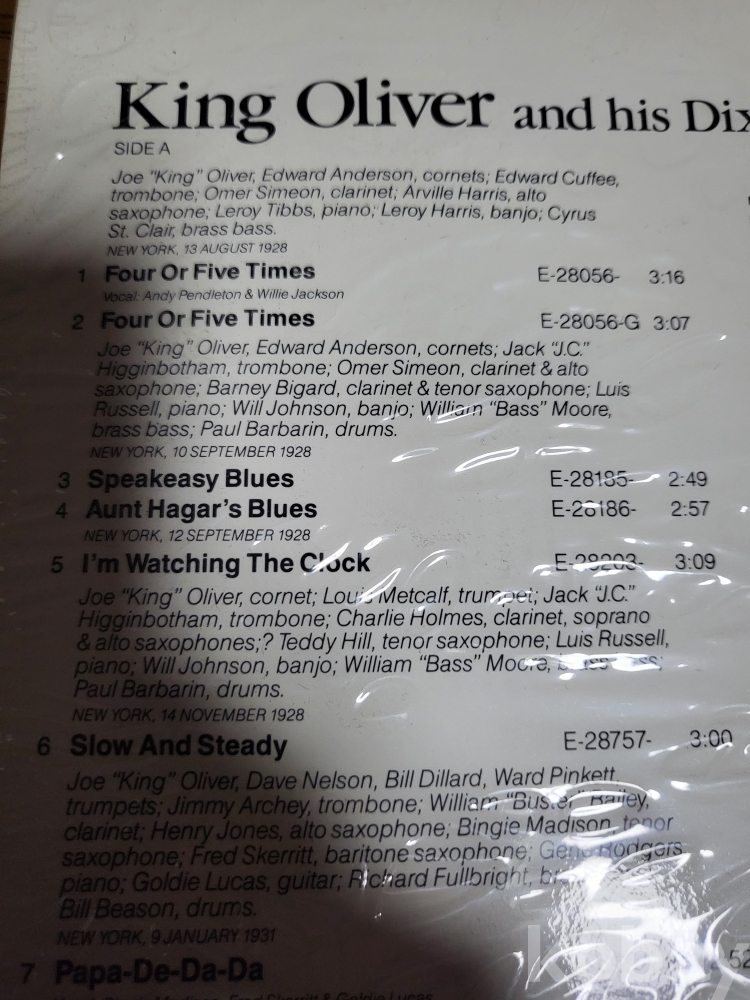 King Oliver and his Dix
SIDE A
Joe "King" Oliver, Edward Anderson, cornets; Edward Cuffee,
trombone; Omer Simeon, clarinet; Arville Harris, alto
saxophone; Leroy Tibbs, piano; Leroy Harris, banjo; Cyrus
St. Clair, brass bass.
NEW YORK, 13 AUGUST 1928
1 Four Or Five Times E-28056- 3:16
Vocal: Andy Pendleton & Willie Jackson
2 Four Or Five Times E-28056-G 3:07
Joe "King" Oliver, Edward Anderson, cornets; Jack "J.C."
Higginbotham, trombone; Omer Simeon, clarinet & alto
saxophone; Barney Bigard, clarinet & tenor saxophone; Luis
Russell, piano; Will Johnson, banjo; William "Bass" Moore,
brass bass; Paul Barbarin, drums.
NEW YORK, 10 SEPTEMBER 1928
3 Speakeasy Blues E-28185- 2:49
4 Aunt Hagar's Blues E-28186- 2:57
NEW YORK, 12 SEPTEMBER 1928
5 I'm Watching The Clock 3:09
Joe "King" Oliver, cornet; Louis Metcalf, trumpet; Jack "J.C."
Higginbotham, trombone; Charlie Holmes, clarinet, soprano
& alto saxophones;? Teddy Hill, tenor saxophone; Luis Russell,
piano; Will Johnson, banjo; William "Bass" Moore,
Paul Barbarin, drums.
NEW YORK, 14 NOVEMBER 1928
6 Slow And Steady E-28757- 3:00
Joe "King" Oliver, Dave Nelson, Bill Dillard, Ward Pinkett,
trumpets; Jimmy Archey, trombone; William "Buster" Bailey,
clarinet; Henry Jones, alto saxophone; Bingie Madison, tenor
saxophone; Fred Skerritt, baritone saxophone; Gene Rodgers,
piano; Goldie Lucas, guitar; Richard Fullbright,
Bill Beason, drums.
NEW YORK, 9 JANUARY 1931
7 Papa-De-Da-Da